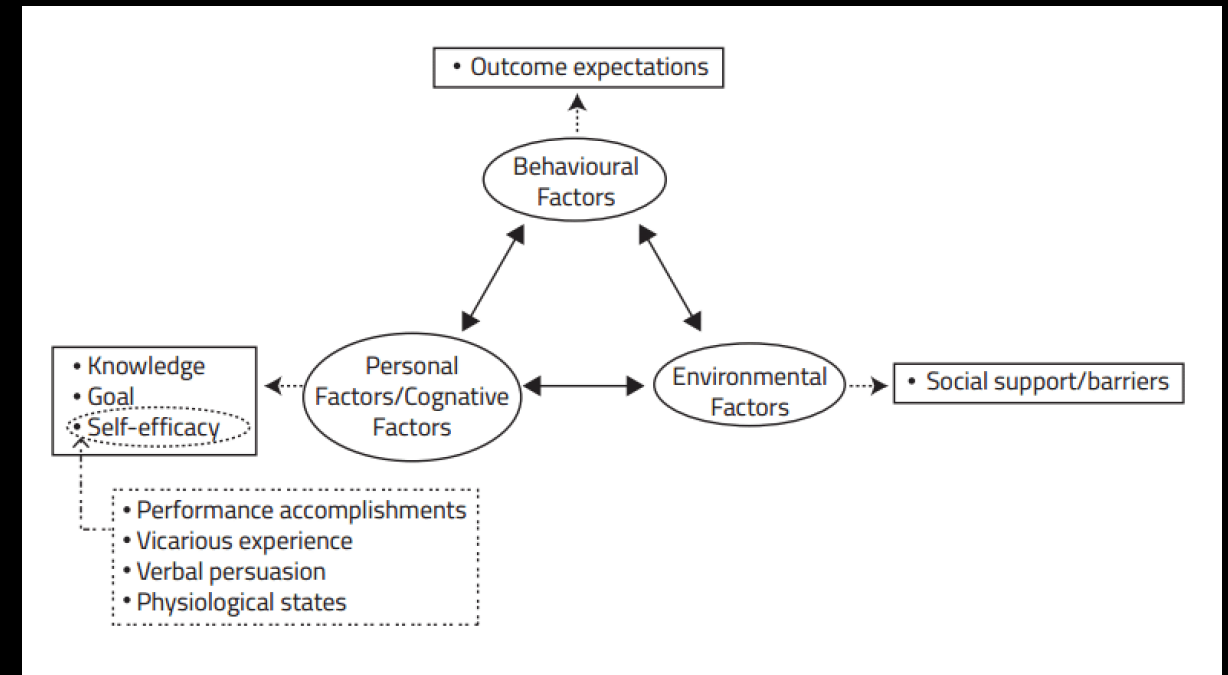 • Outcome expectations
Behavioural
Factors
• Knowledge
• Goal
• Self-efficacy
Personal
Factors/Cognative
Factors
Environmental
Factors
• Social support/barriers
• Performance accomplishments
• Vicarious experience
• Verbal persuasion
• Physiological states